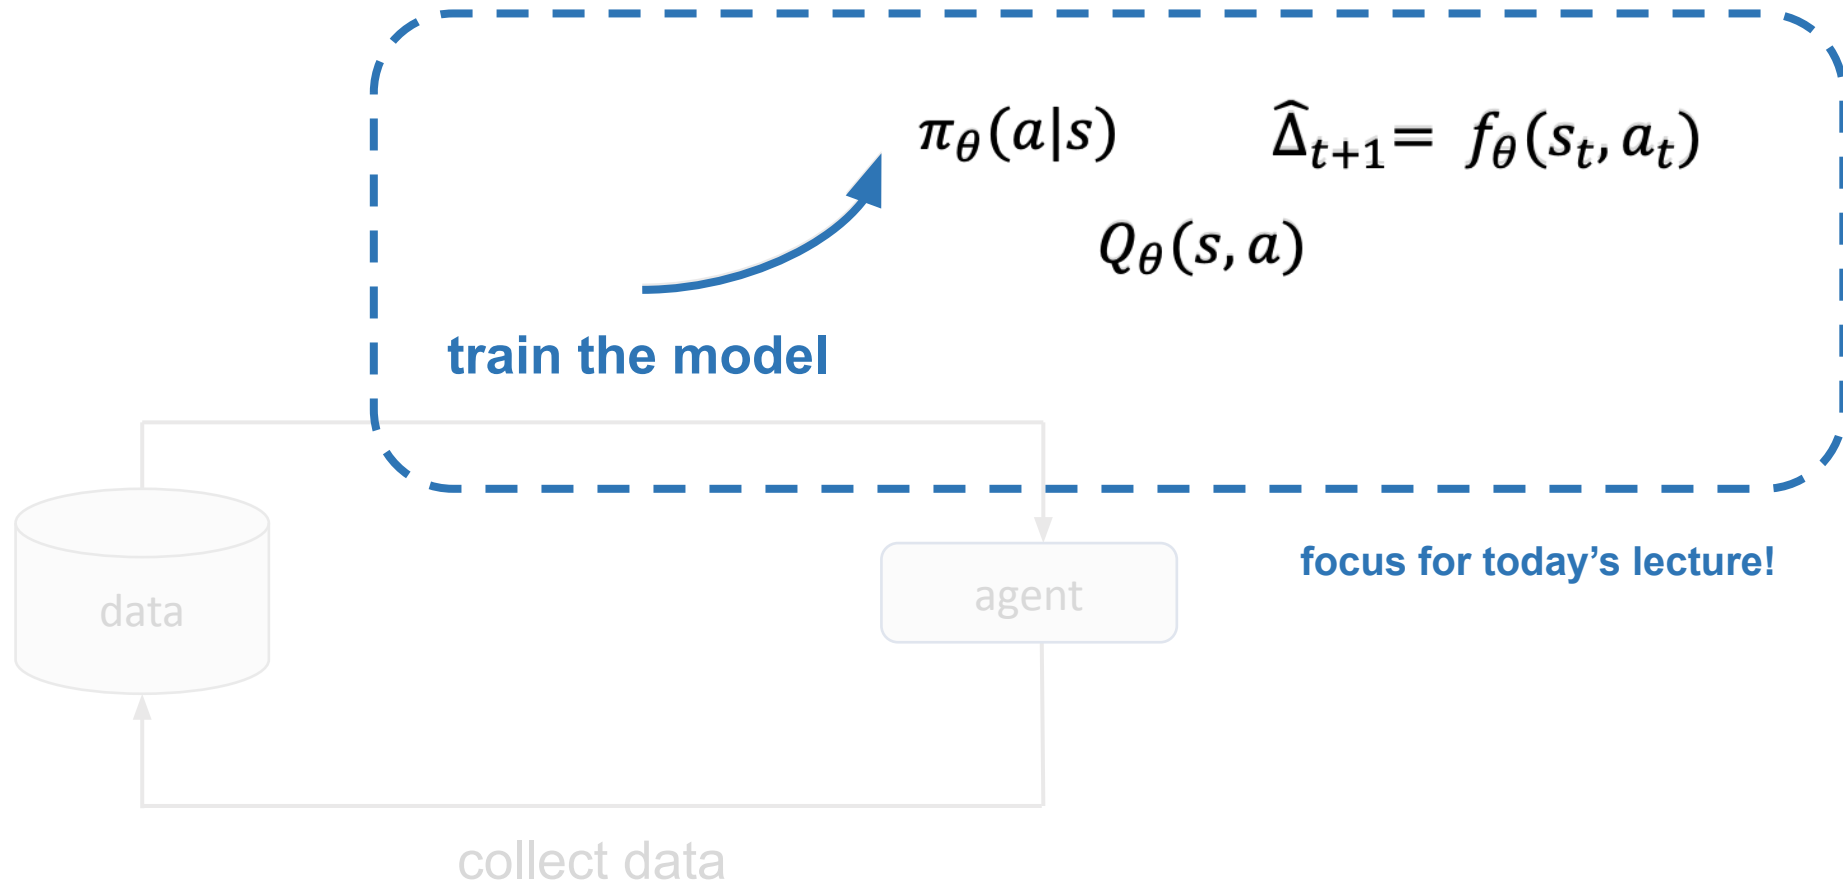 π_θ(a|s)  Δ̂_{t+1} = f_θ(s_t, a_t)
Q_θ(s, a)
train the model
focus for today's lecture!
data
agent
collect data